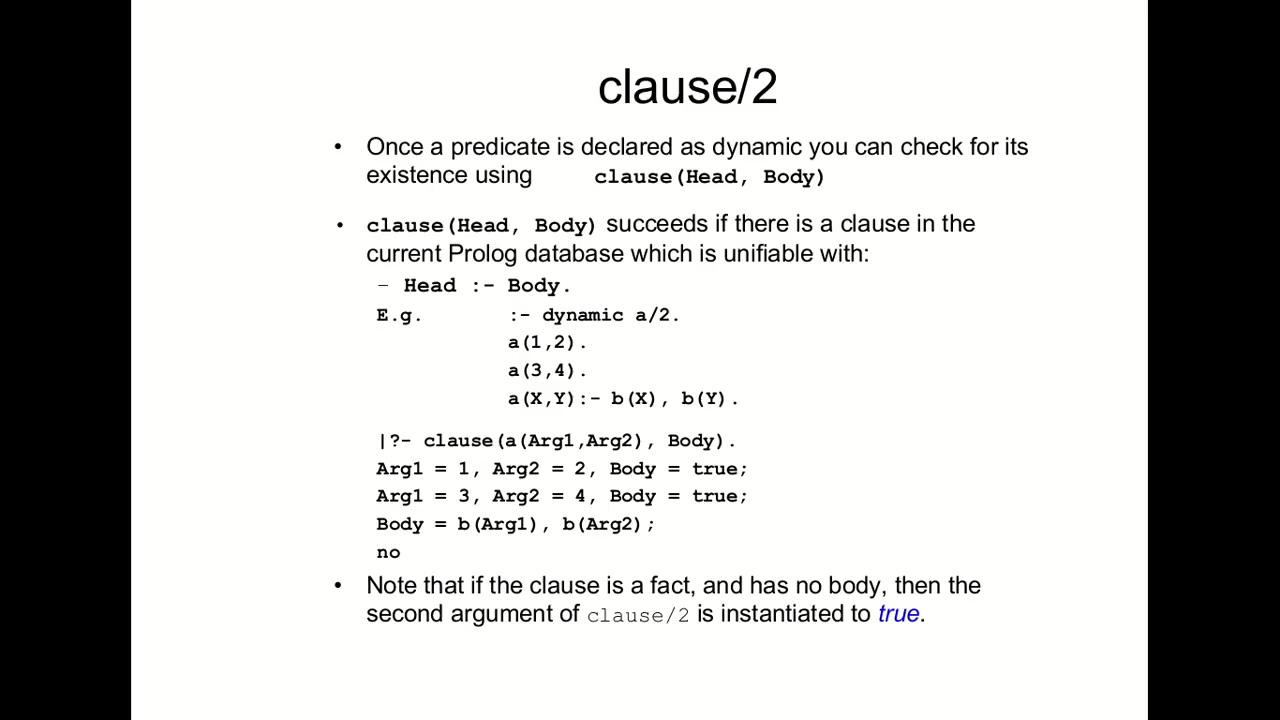 clause/2
• Once a predicate is declared as dynamic you can check for its
existence using clause(Head, Body)
• clause(Head, Body) succeeds if there is a clause in the
current Prolog database which is unifiable with:
– Head :- Body.
E.g. :- dynamic a/2.
a(1,2).
a(3,4).
a(X,Y):- b(X), b(Y).
|?- clause(a(Arg1,Arg2), Body).
Arg1 = 1, Arg2 = 2, Body = true;
Arg1 = 3, Arg2 = 4, Body = true;
Body = b(Arg1), b(Arg2);
no
• Note that if the clause is a fact, and has no body, then the
second argument of clause/2 is instantiated to true.